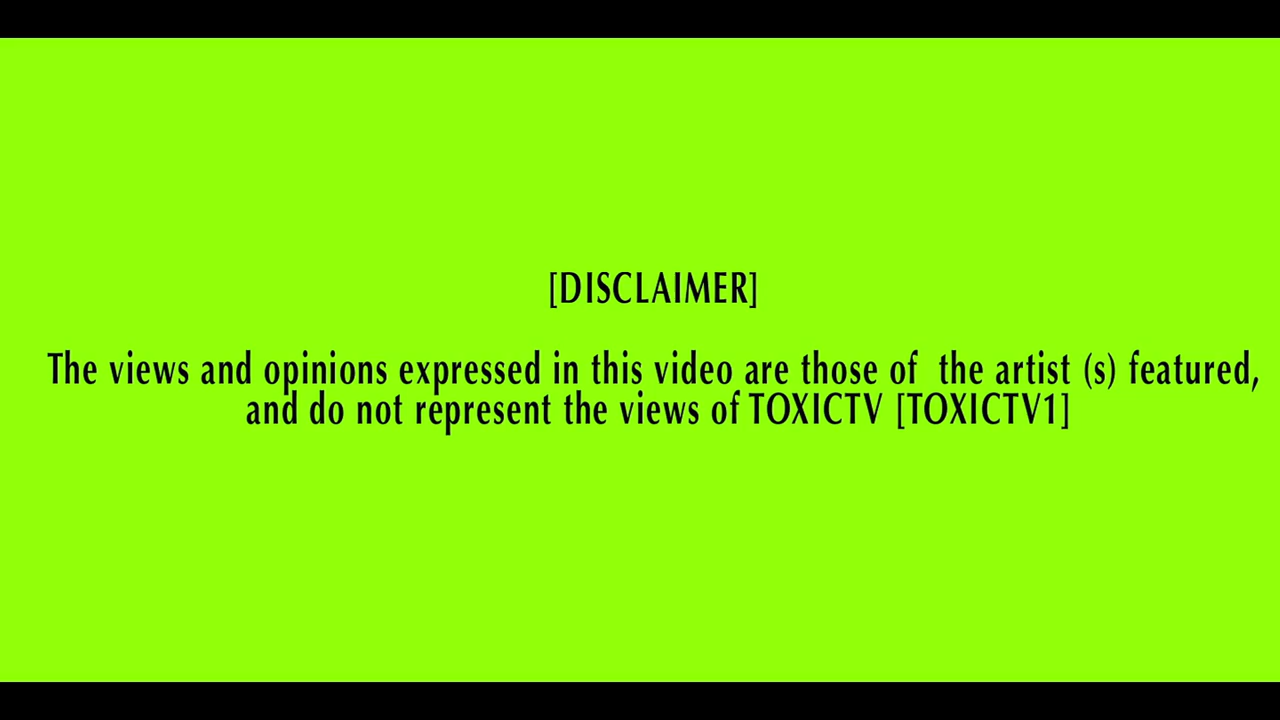 [DISCLAIMER]
The views and opinions expressed in this video are those of  the artist (s) featured,
and do not represent the views of TOXICTV [TOXICTV1]